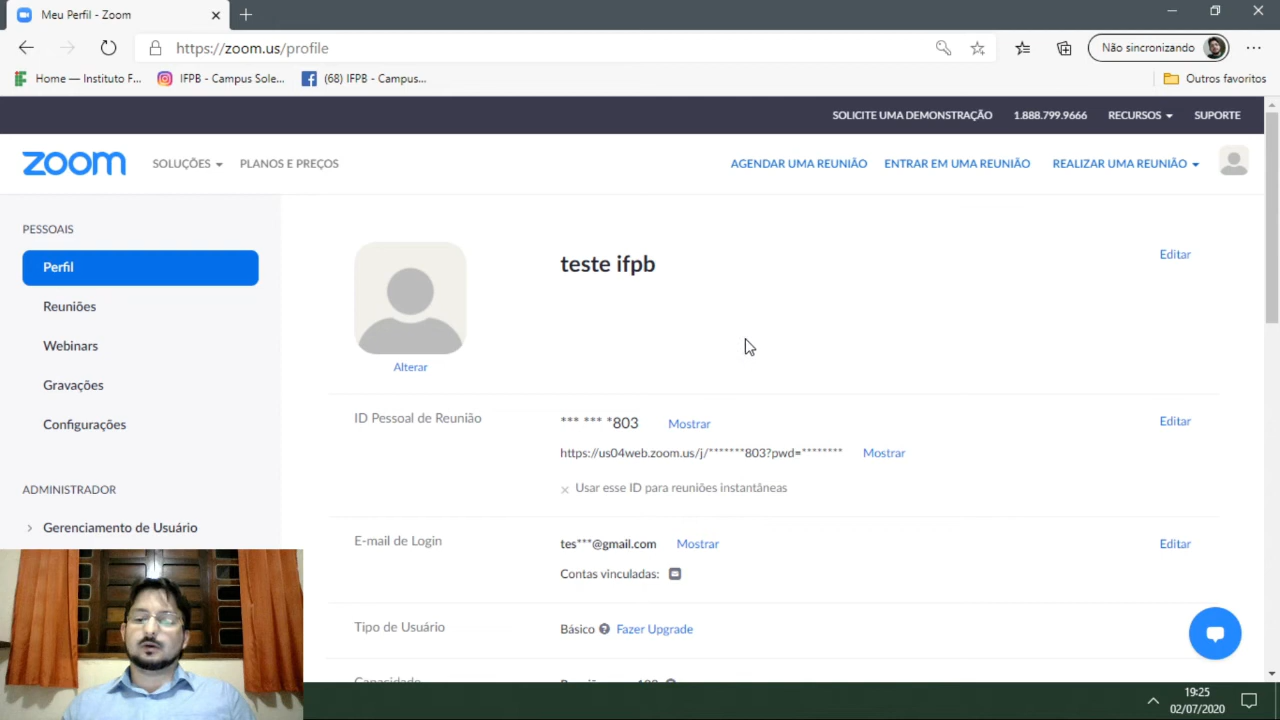 Meu Perfil - Zoom
https://zoom.us/profile
Não sincronizando
Home — Instituto F...
IFPB - Campus Sole...
(68) IFPB - Campus...
Outros favoritos
SOLICITE UMA DEMONSTRAÇÃO 1.888.799.9666 RECURSOS SUPORTE
zoom SOLUÇÕES PLANOS E PREÇOS AGENDAR UMA REUNIÃO ENTRAR EM UMA REUNIÃO REALIZAR UMA REUNIÃO
PESSOAIS
Perfil
Reuniões
Webinars
Gravações
Configurações
ADMINISTRADOR
Gerenciamento de Usuário
teste ifpb
Editar
Alterar
ID Pessoal de Reunião
*** *** *803 Mostrar
Editar
https://us04web.zoom.us/j/*******803?pwd=******** Mostrar
Usar esse ID para reuniões instantâneas
E-mail de Login
tes***@gmail.com Mostrar
Editar
Contas vinculadas:
Tipo de Usuário
Básico Fazer Upgrade
19:25
02/07/2020